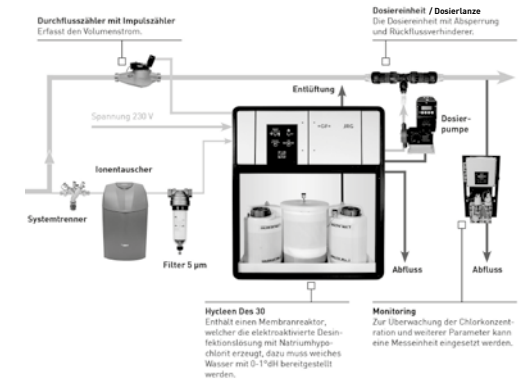 Durchflusszähler mit Impulszähler
Erfasst den Volumenstrom.
Dosiereinheit / Dosierlanze
Die Dosiereinheit mit Absperrung
und Rückflussverhinderer.
Entlüftung
Spannung 230 V
+GF+ JRG
Dosier-
pumpe
Ionentauscher
Systemtrenner
Filter 5 µm
Abfluss
Abfluss
Hycleen Des 30
Enthält einen Membranreaktor,
welcher die elektroaktivierte Desin-
fektionslösung mit Natriumhypo-
chlorit erzeugt, dazu muss weiches
Wasser mit 0-1°dH bereitgestellt
werden.
Monitoring
Zur Überwachung der Chlorkonzent-
ration und weiterer Parameter kann
eine Messeinheit eingesetzt werden.